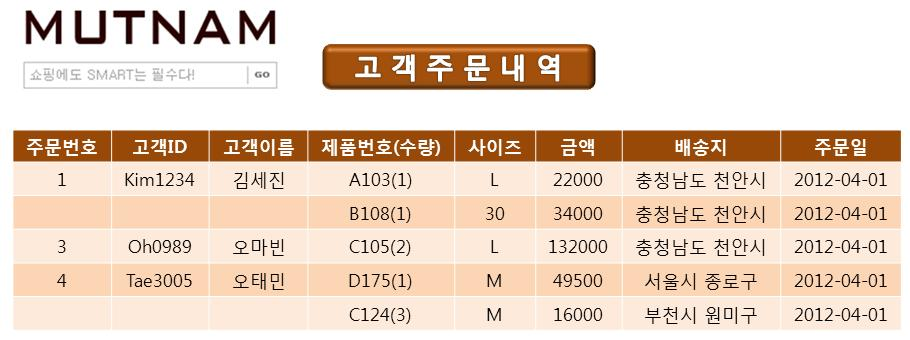 MUTNAM
쇼핑에도 SMART는 필수다! GO
고객주문내역
주문번호 고객ID 고객이름 제품번호(수량) 사이즈 금액 배송지 주문일
1 Kim1234 김세진 A103(1) L 22000 충청남도 천안시 2012-04-01
B108(1) 30 34000 충청남도 천안시 2012-04-01
3 Oh0989 오마빈 C105(2) L 132000 충청남도 천안시 2012-04-01
4 Tae3005 오태민 D175(1) M 49500 서울시 종로구 2012-04-01
C124(3) M 16000 부천시 원미구 2012-04-01